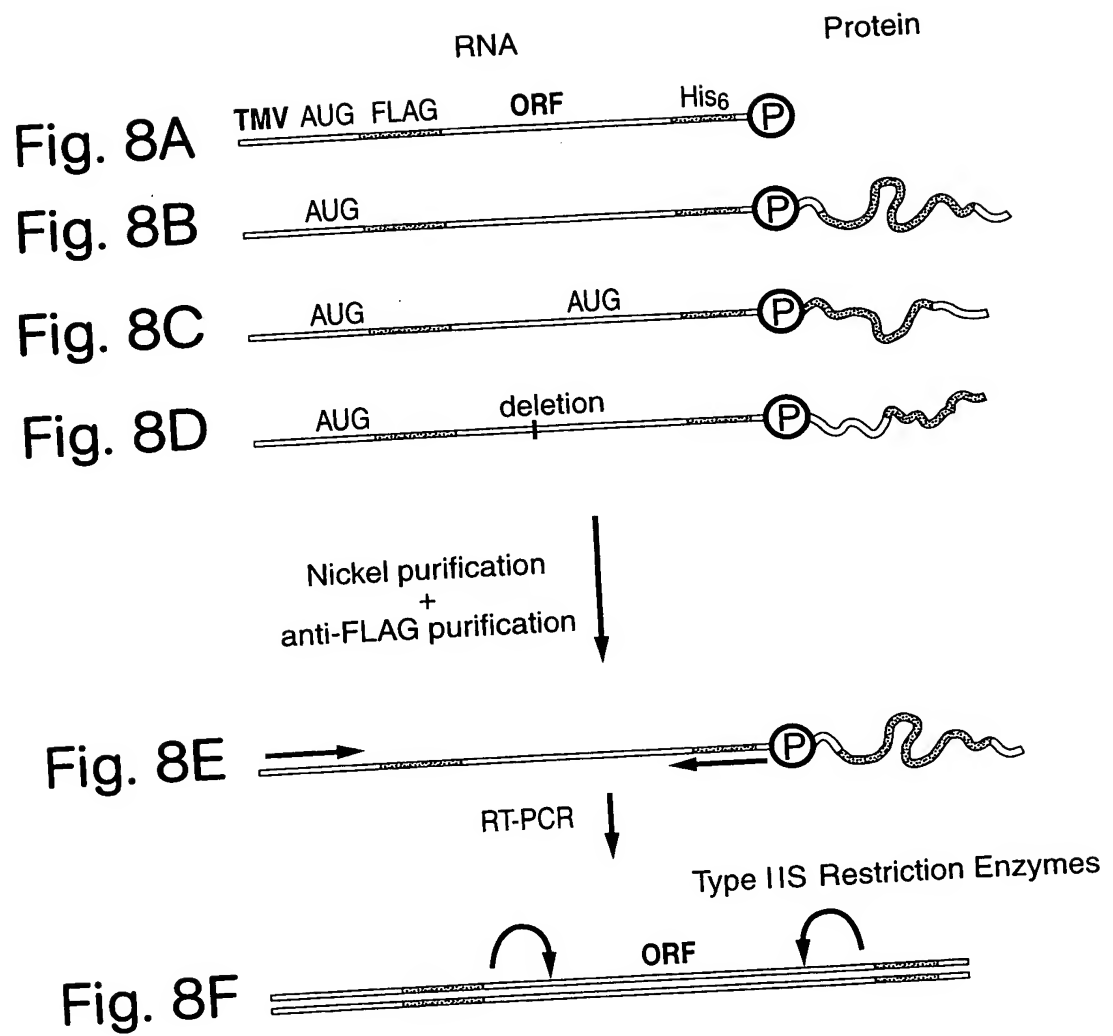 RNA
Protein
Fig. 8A
TMV AUG FLAG ORF His6 P
Fig. 8B
AUG P
Fig. 8C
AUG AUG P
Fig. 8D
AUG deletion P
Nickel purification
+
anti-FLAG purification
Fig. 8E
P
RT-PCR
Type IIS Restriction Enzymes
Fig. 8F
ORF